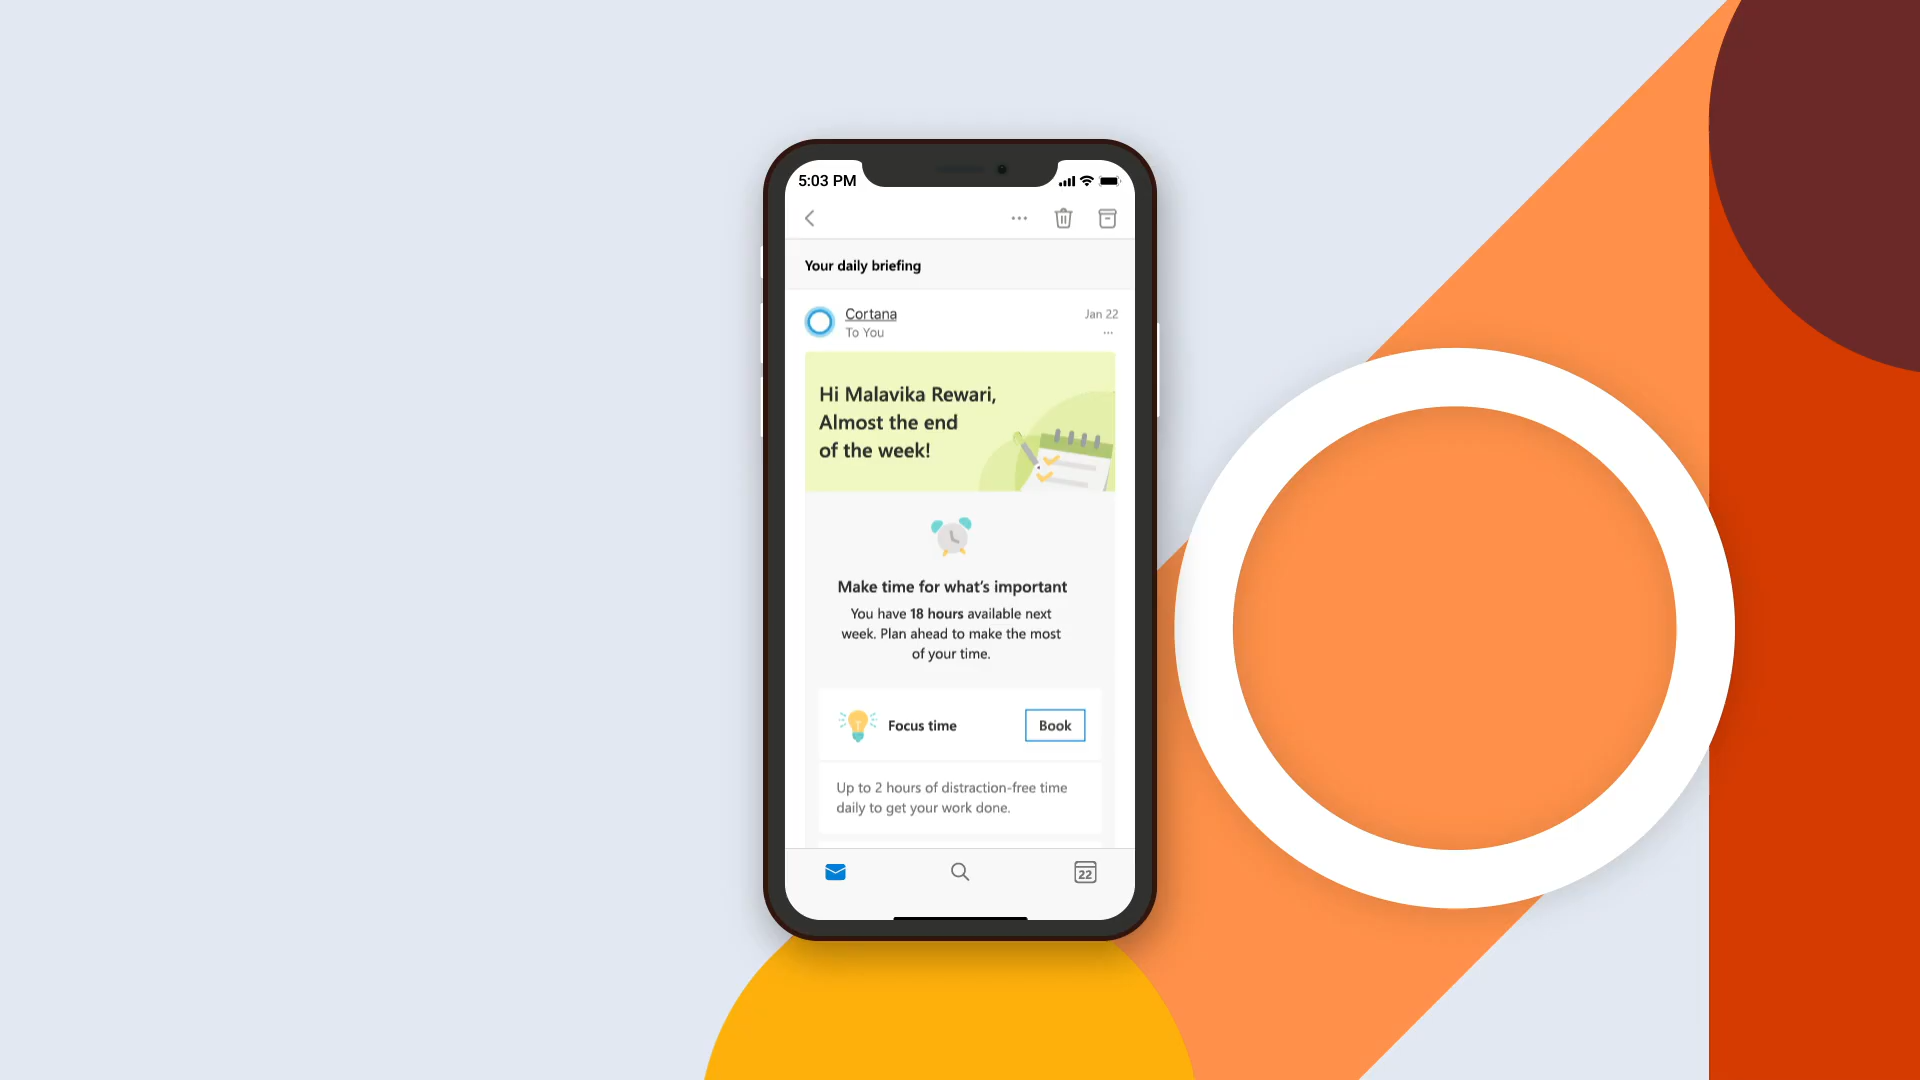 5:03 PM
Your daily briefing
Cortana
Jan 22
To You
Hi Malavika Rewari,
Almost the end
of the week!
Make time for what's important
You have 18 hours available next
week. Plan ahead to make the most
of your time.
Focus time
Book
Up to 2 hours of distraction-free time
daily to get your work done.
22